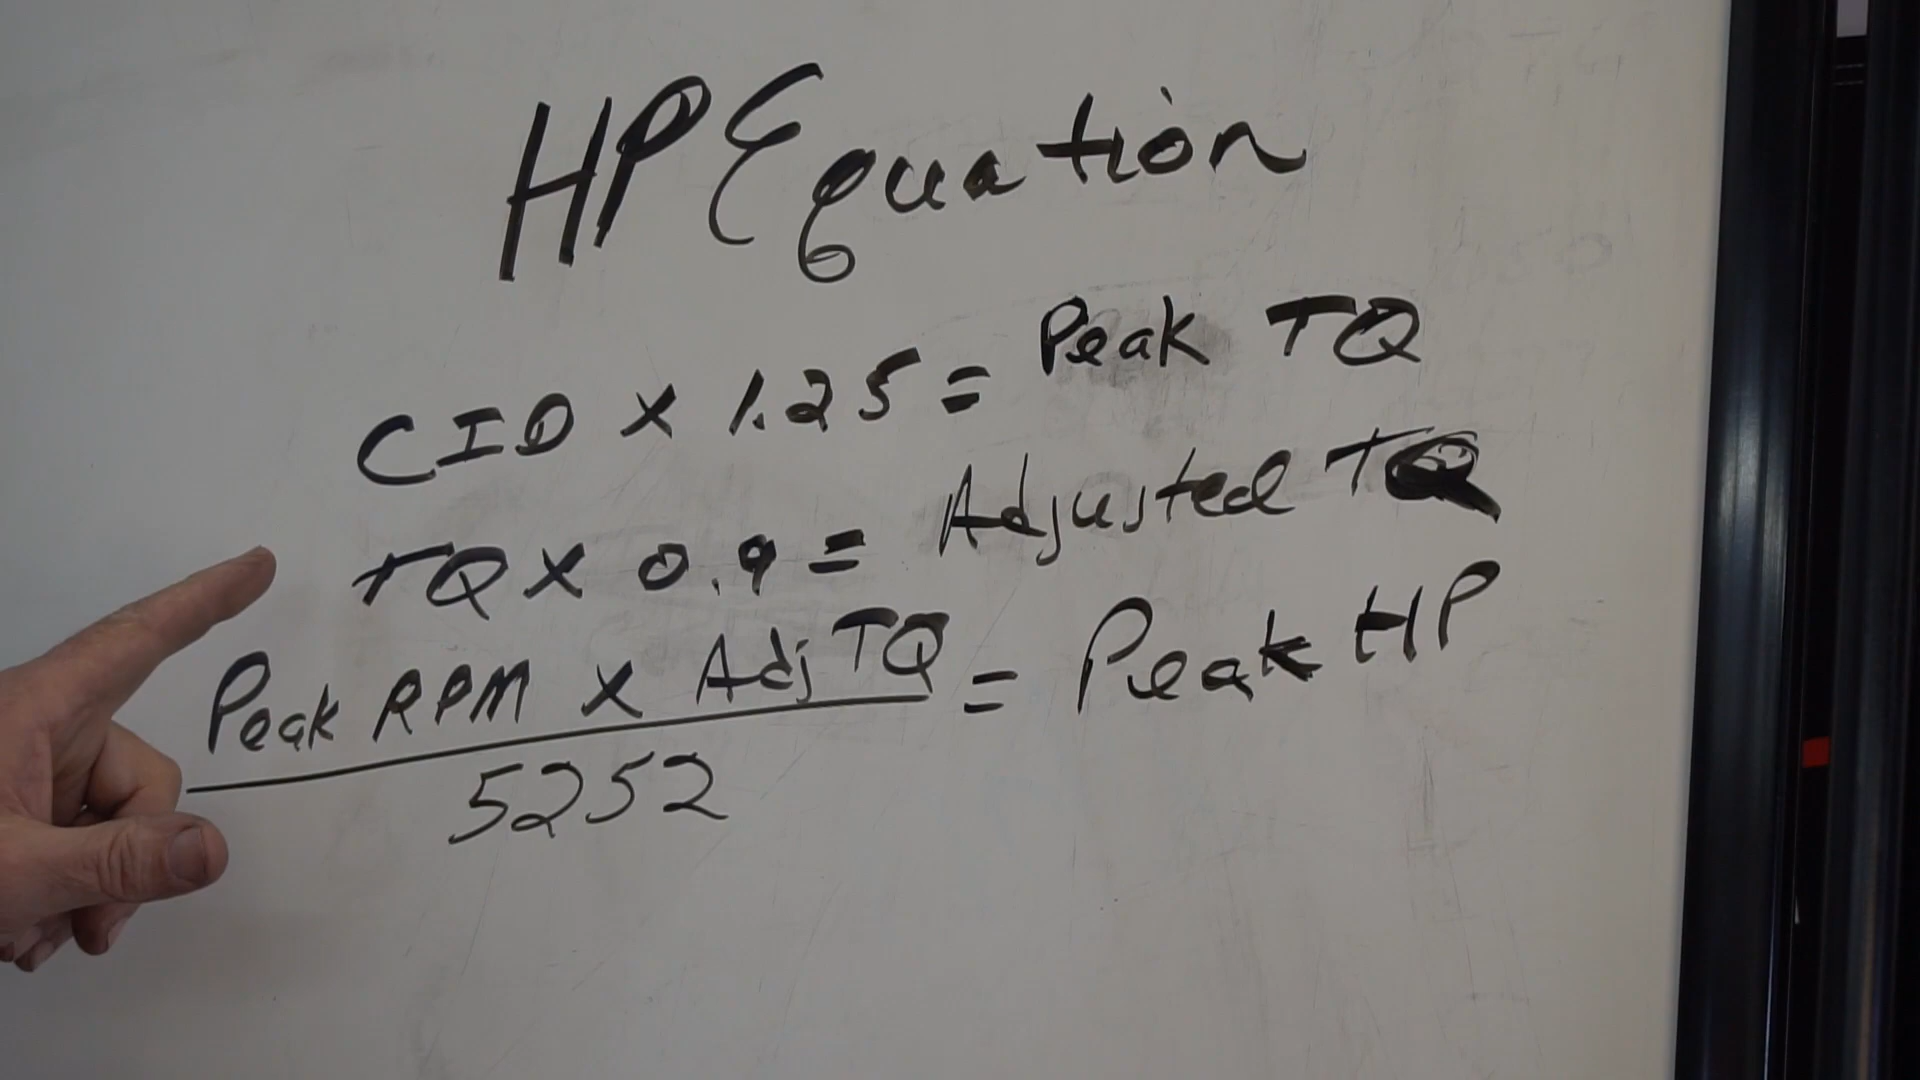 HP Equation
CID x 1.25 = Peak TQ
TQ x 0.9 = Adjusted TQ
Peak RPM x Adj TQ = Peak HP
5252